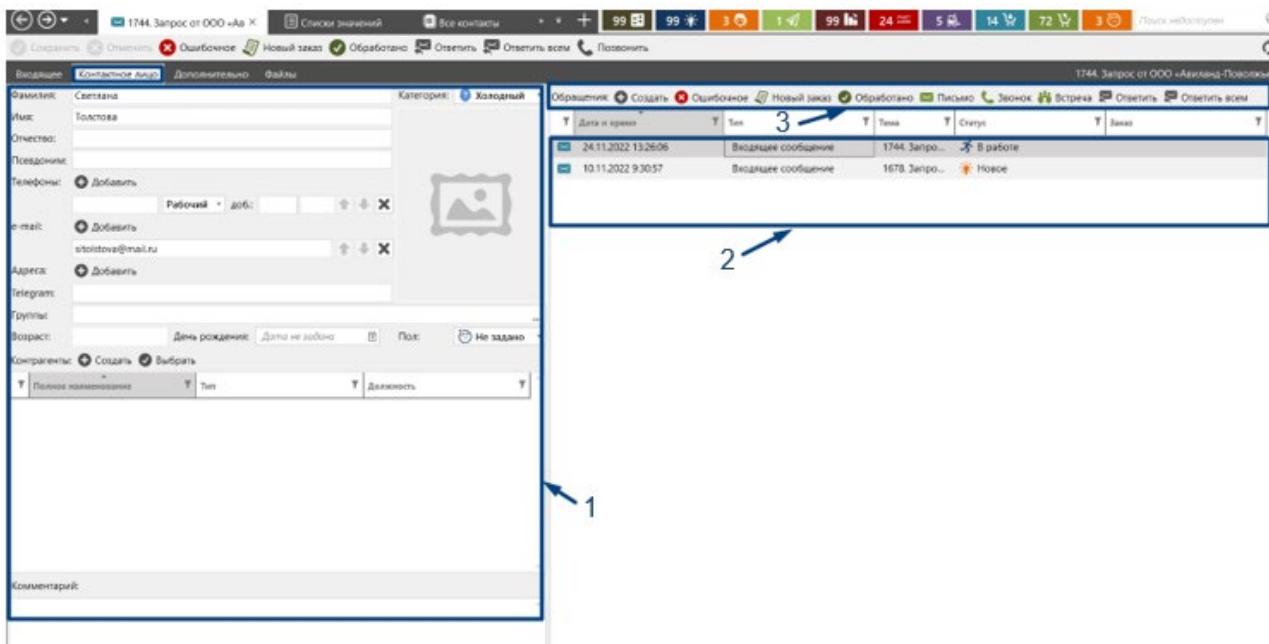 1744. Запрос от ООО «Ав × Списки значений Все контакты 99 99 3 1 99 24 5 14 72 3 Поиск недоступен
Сохранить Отменить Ошибочное Новый заказ Обработано Ответить Ответить всем Позвонить
Входящее Контактное лицо Дополнительно Файлы 1744. Запрос от ООО «Авиланд-Поволжь
Фамилия: Светлана Категория: Холодный
Обращения: Создать Ошибочное Новый заказ Обработано Письмо Звонок Встреча Ответить Ответить всем
Имя: Толстова
3
Дата и время Тип Тема Статус Заказ
Отчество:
24.11.2022 13:26:06 Входящее сообщение 1744. Запро... В работе
Псевдоним:
10.11.2022 9:30:57 Входящее сообщение 1678. Запро... Новое
Телефоны: Добавить
Рабочий доб.:
e-mail: Добавить
sitolstova@mail.ru
2
Адреса: Добавить
Telegram:
Группы: ...
Возраст: День рождения: Дата не задана Пол: Не задано
Контрагенты: Создать Выбрать
Полное наименование Тип Должность
1
Комментарий: